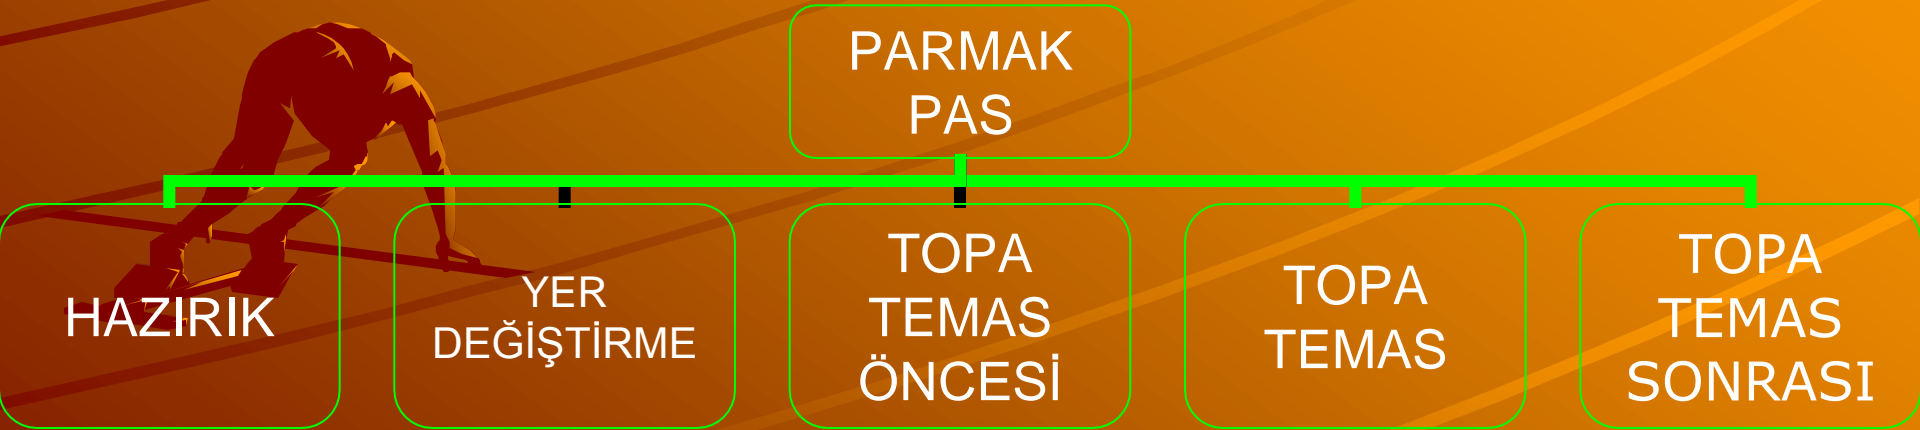 PARMAK
PAS
HAZIRIK
YER
DEĞİŞTİRME
TOPA
TEMAS
ÖNCESİ
TOPA
TEMAS
TOPA
TEMAS
SONRASI